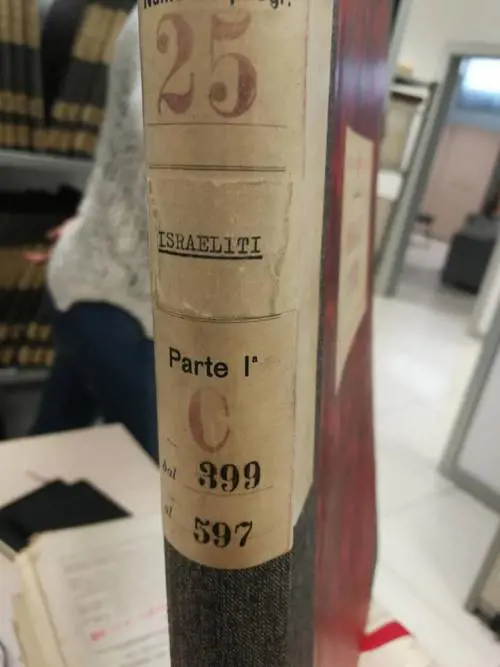 25
ISRAELITI
Parte Iª
C
dal 399
al 597